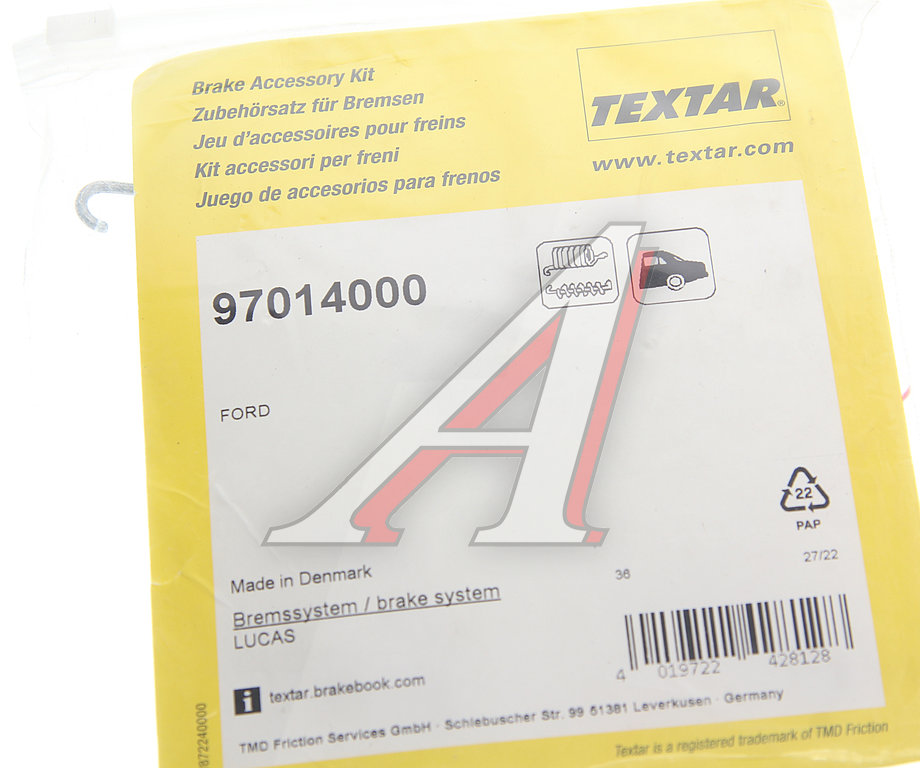 Brake Accessory Kit
Zubehörsatz für Bremsen
Jeu d'accessoires pour freins
Kit accessori per freni
Juego de accesorios para frenos
TEXTAR®
www.textar.com
97014000
FORD
22
PAP
27/22
36
Made in Denmark
Bremssystem / brake system
LUCAS
4 019722 428128
i textar.brakebook.com
TMD Friction Services GmbH · Schlebuscher Str. 99 51381 Leverkusen · Germany
Textar is a registered trademark of TMD Friction
872240000
A